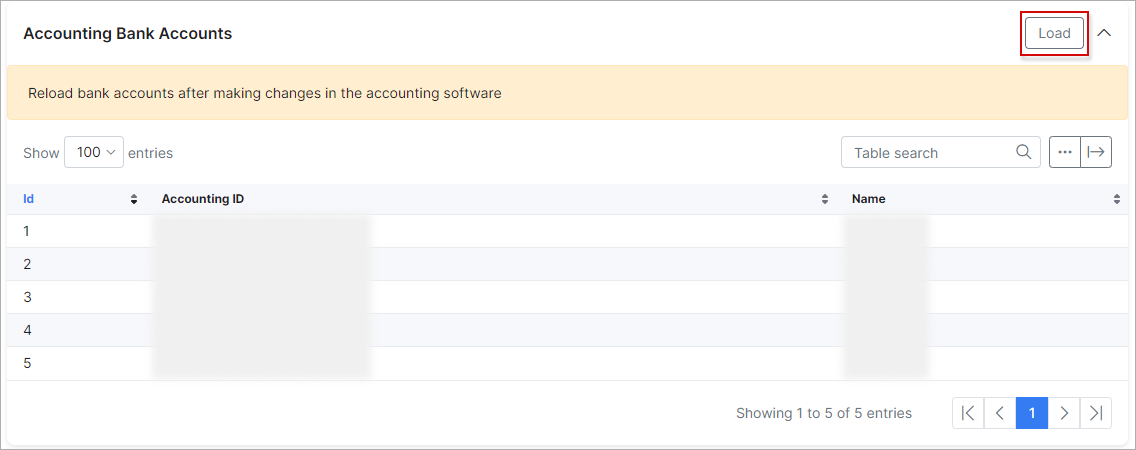 Accounting Bank Accounts Load
Reload bank accounts after making changes in the accounting software
Show 100 entries Table search
Id Accounting ID Name
1
2
3
4
5
Showing 1 to 5 of 5 entries 1